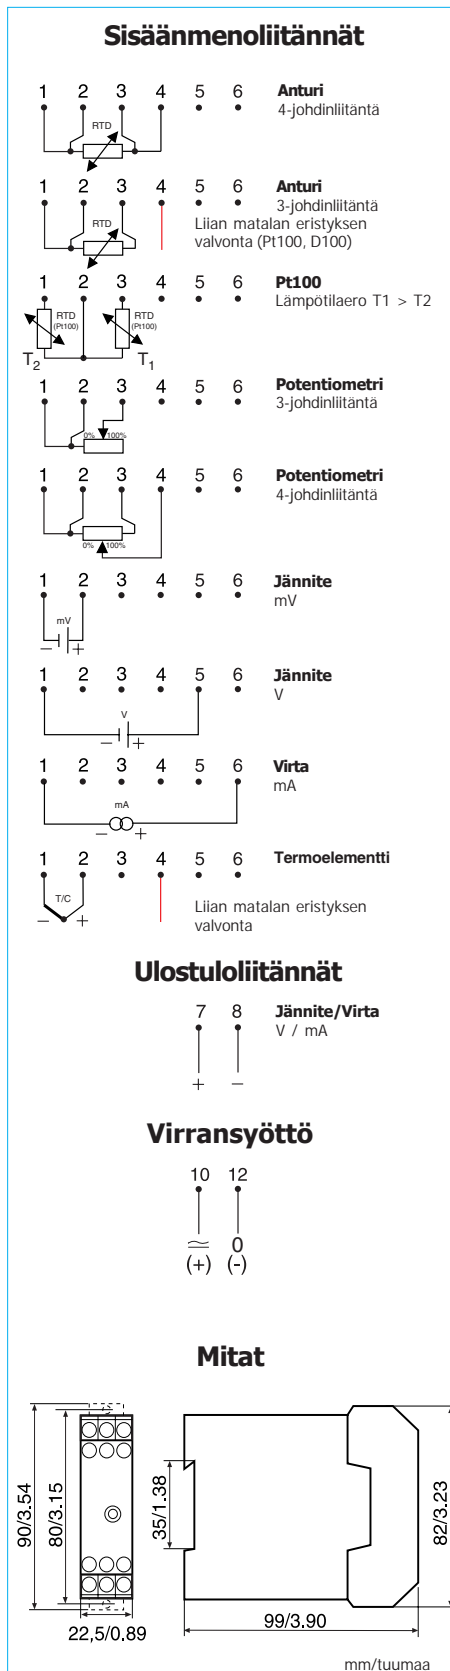 Sisäänmenoliitännät
1 2 3 4 5 6
Anturi
4-johdinliitäntä
RTD
1 2 3 4 5 6
Anturi
3-johdinliitäntä
RTD
Liian matalan eristyksen
valvonta (Pt100, D100)
1 2 3 4 5 6
Pt100
Lämpötilaero T1 > T2
RTD
(Pt100)
RTD
(Pt100)
T2 T1
1 2 3 4 5 6
Potentiometri
3-johdinliitäntä
0% 100%
1 2 3 4 5 6
Potentiometri
4-johdinliitäntä
0% 100%
1 2 3 4 5 6
Jännite
mV
mV
− +
1 2 3 4 5 6
Jännite
V
V
− +
1 2 3 4 5 6
Virta
mA
mA
− +
1 2 3 4 5 6
Termoelementti
T/C
− +
Liian matalan eristyksen
valvonta
Ulostuloliitännät
7 8
Jännite/Virta
V / mA
+ −
Virransyöttö
10 12
≂ 0
(+) (-)
Mitat
90/3.54
80/3.15
35/1.38
82/3.23
99/3.90
22,5/0.89
mm/tuumaa